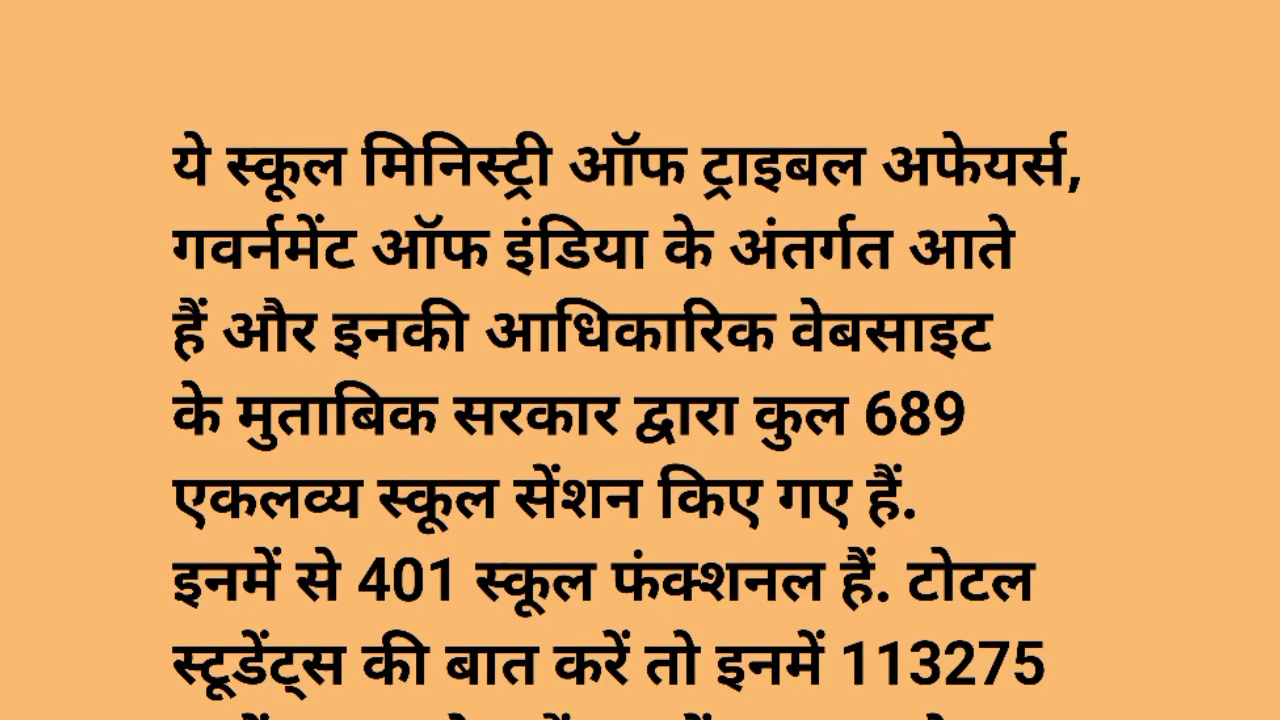 ये स्कूल मिनिस्ट्री ऑफ ट्राइबल अफेयर्स,
गवर्नमेंट ऑफ इंडिया के अंतर्गत आते
हैं और इनकी आधिकारिक वेबसाइट
के मुताबिक सरकार द्वारा कुल 689
एकलव्य स्कूल सेंशन किए गए हैं.
इनमें से 401 स्कूल फंक्शनल हैं. टोटल
स्टूडेंट्स की बात करें तो इनमें 113275